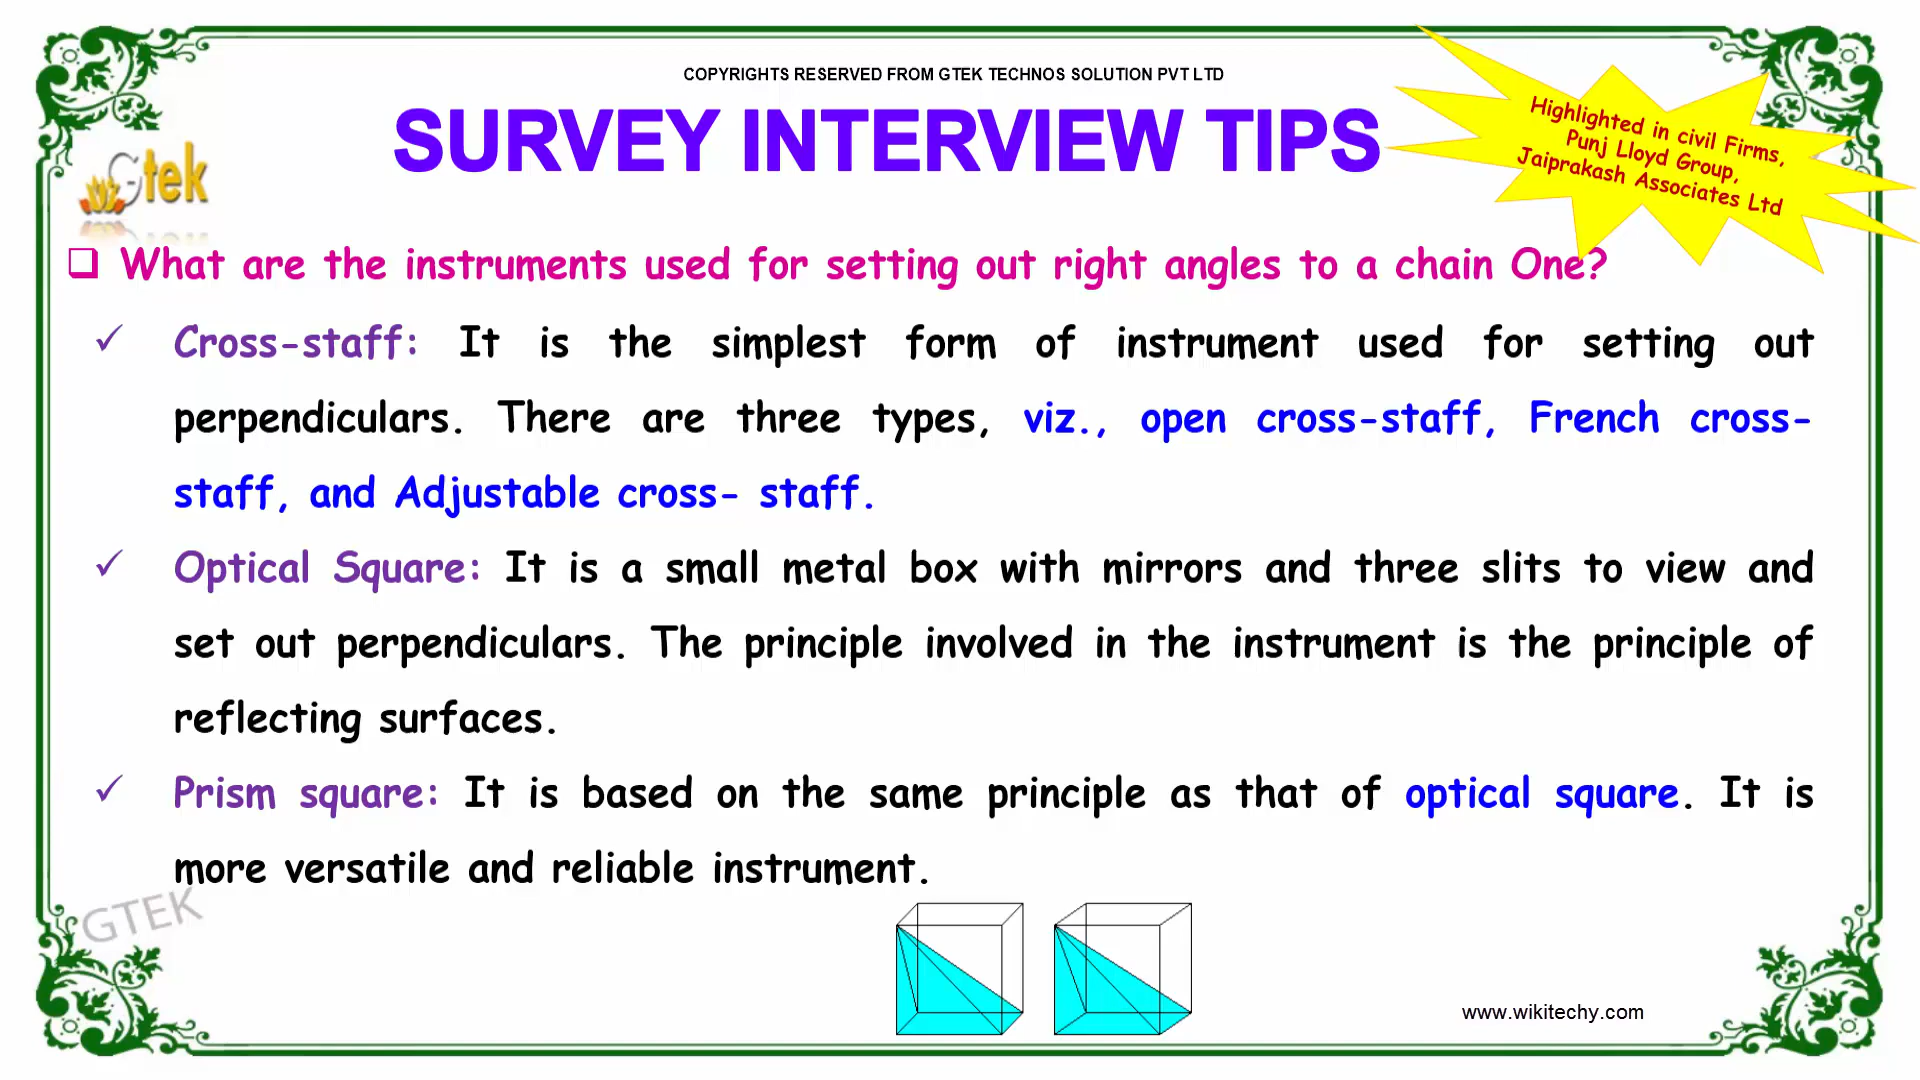 COPYRIGHTS RESERVED FROM GTEK TECHNOS SOLUTION PVT LTD
SURVEY INTERVIEW TIPS
Highlighted in civil Firms,
Punj Lloyd Group,
Jaiprakash Associates Ltd
Gtek
What are the instruments used for setting out right angles to a chain One?
Cross-staff: It is the simplest form of instrument used for setting out
perpendiculars. There are three types, viz., open cross-staff, French cross-
staff, and Adjustable cross- staff.
Optical Square: It is a small metal box with mirrors and three slits to view and
set out perpendiculars. The principle involved in the instrument is the principle of
reflecting surfaces.
Prism square: It is based on the same principle as that of optical square. It is
more versatile and reliable instrument.
GTEK
www.wikitechy.com